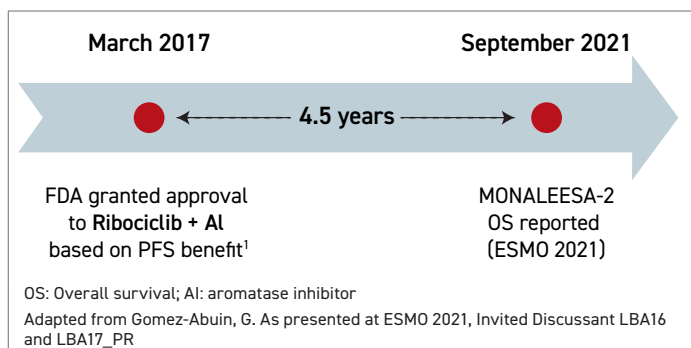 March 2017
September 2021
4.5 years
FDA granted approval
to Ribociclib + Al
based on PFS benefit¹
MONALEESA-2
OS reported
(ESMO 2021)
OS: Overall survival; AI: aromatase inhibitor
Adapted from Gomez-Abuin, G. As presented at ESMO 2021, Invited Discussant LBA16
and LBA17_PR